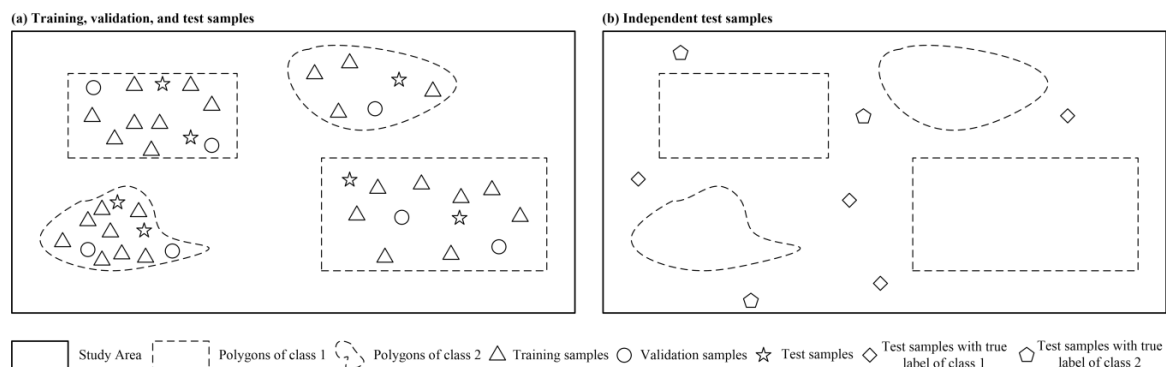 (a) Training, validation, and test samples
(b) Independent test samples
Study Area
Polygons of class 1
Polygons of class 2
Training samples
Validation samples
Test samples
Test samples with true
label of class 1
Test samples with true
label of class 2